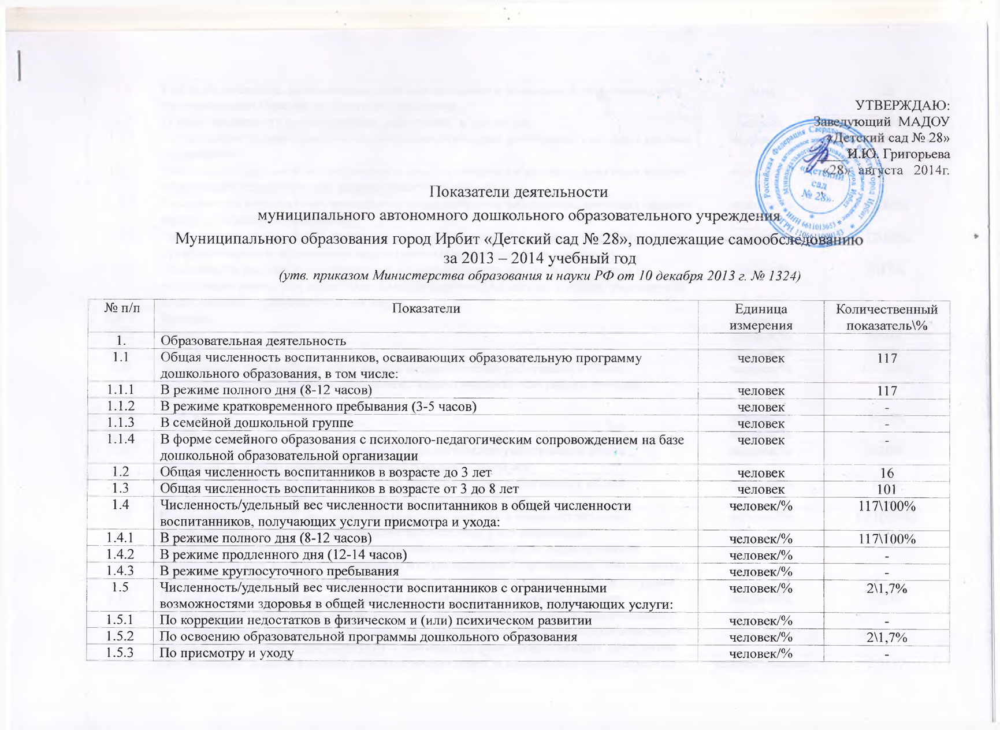 УТВЕРЖДАЮ:
Заведующий МАДОУ
«Детский сад № 28»
И.Ю. Григорьева
«28» августа 2014г.
Российская Федерация
«Детский
сад
№ 28».
ИНН 6611013653
Показатели деятельности
муниципального автономного дошкольного образовательного учреждения
Муниципального образования город Ирбит «Детский сад № 28», подлежащие самообследованию
за 2013 – 2014 учебный год
(утв. приказом Министерства образования и науки РФ от 10 декабря 2013 г. № 1324)
№ п/п Показатели Единица измерения Количественный показатель\%
1. Образовательная деятельность
1.1 Общая численность воспитанников, осваивающих образовательную программу человек 117
дошкольного образования, в том числе:
1.1.1 В режиме полного дня (8-12 часов) человек 117
1.1.2 В режиме кратковременного пребывания (3-5 часов) человек -
1.1.3 В семейной дошкольной группе человек -
1.1.4 В форме семейного образования с психолого-педагогическим сопровождением на базе человек -
дошкольной образовательной организации
1.2 Общая численность воспитанников в возрасте до 3 лет человек 16
1.3 Общая численность воспитанников в возрасте от 3 до 8 лет человек 101
1.4 Численность/удельный вес численности воспитанников в общей численности человек/% 117\100%
воспитанников, получающих услуги присмотра и ухода:
1.4.1 В режиме полного дня (8-12 часов) человек/% 117\100%
1.4.2 В режиме продленного дня (12-14 часов) человек/% -
1.4.3 В режиме круглосуточного пребывания человек/% -
1.5 Численность/удельный вес численности воспитанников с ограниченными человек/% 2\1,7%
возможностями здоровья в общей численности воспитанников, получающих услуги:
1.5.1 По коррекции недостатков в физическом и (или) психическом развитии человек/% -
1.5.2 По освоению образовательной программы дошкольного образования человек/% 2\1,7%
1.5.3 По присмотру и уходу человек/% -